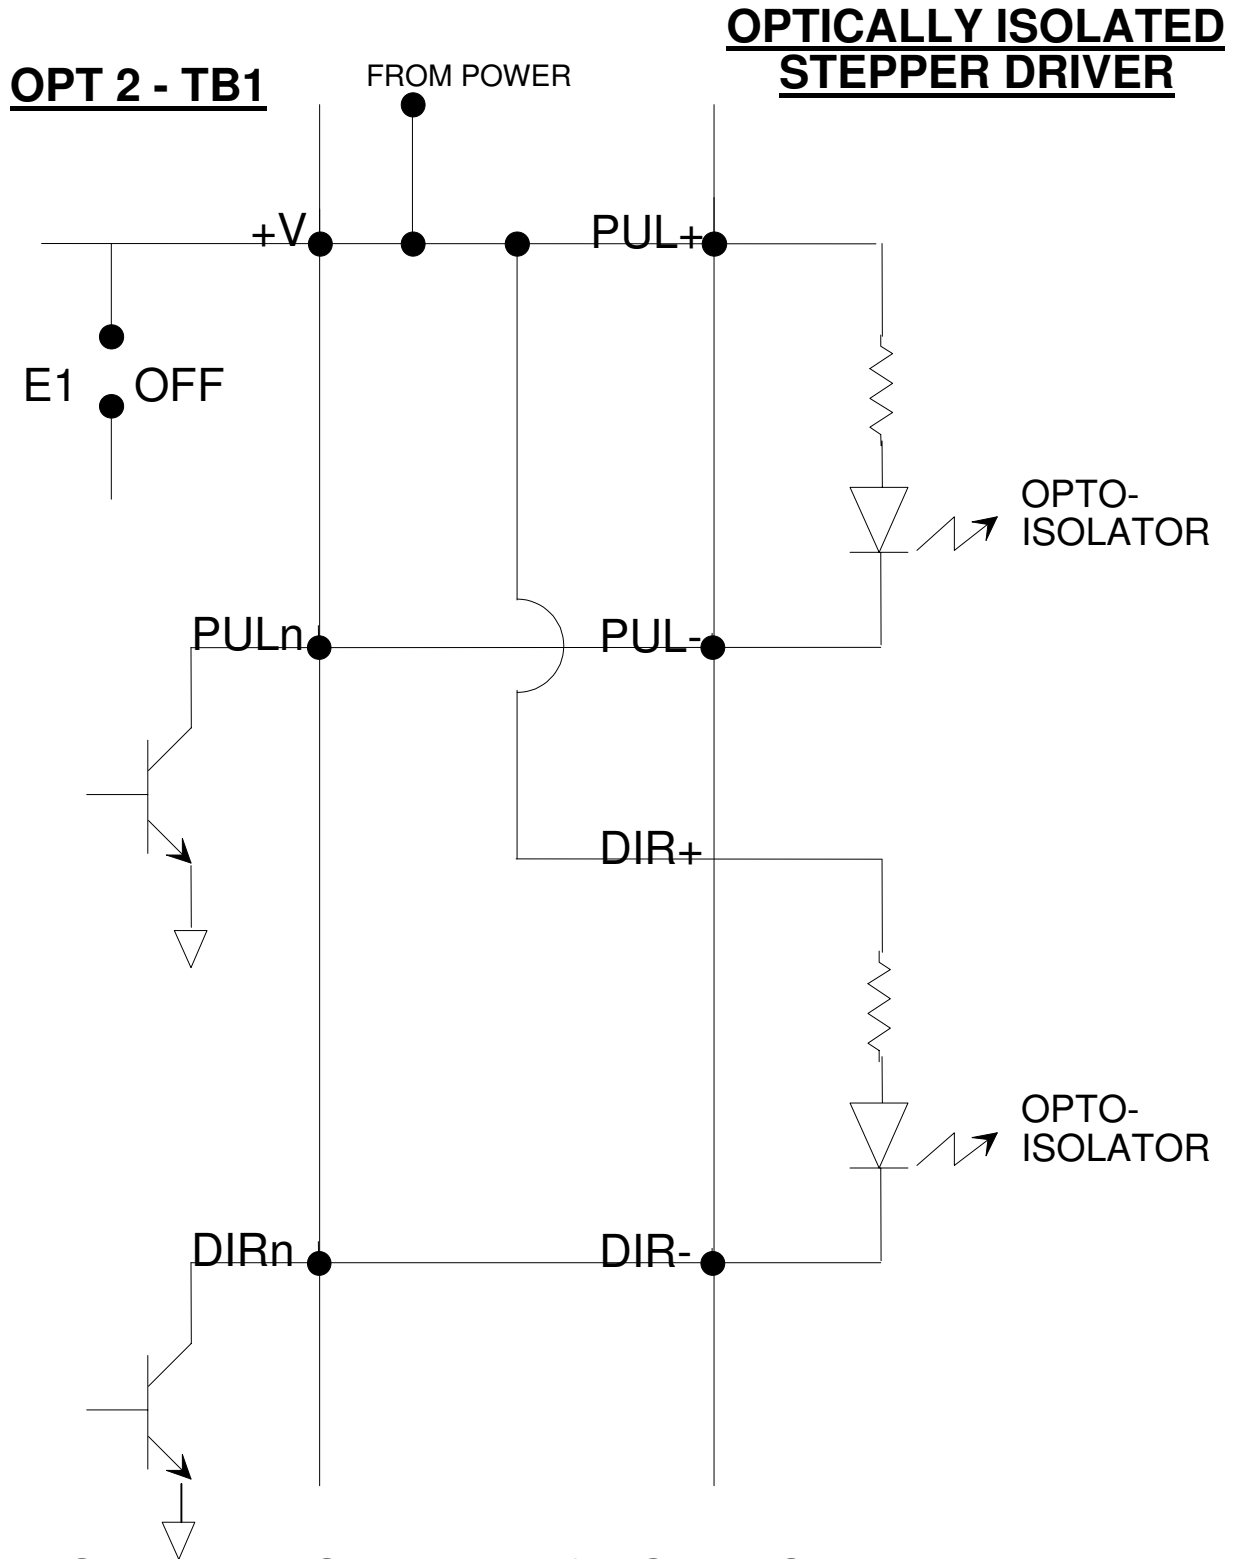 OPTICALLY ISOLATED
STEPPER DRIVER
OPT 2 - TB1
FROM POWER
+V
PUL+
E1 OFF
OPTO-
ISOLATOR
PULn
PUL-
DIR+
OPTO-
ISOLATOR
DIRn
DIR-